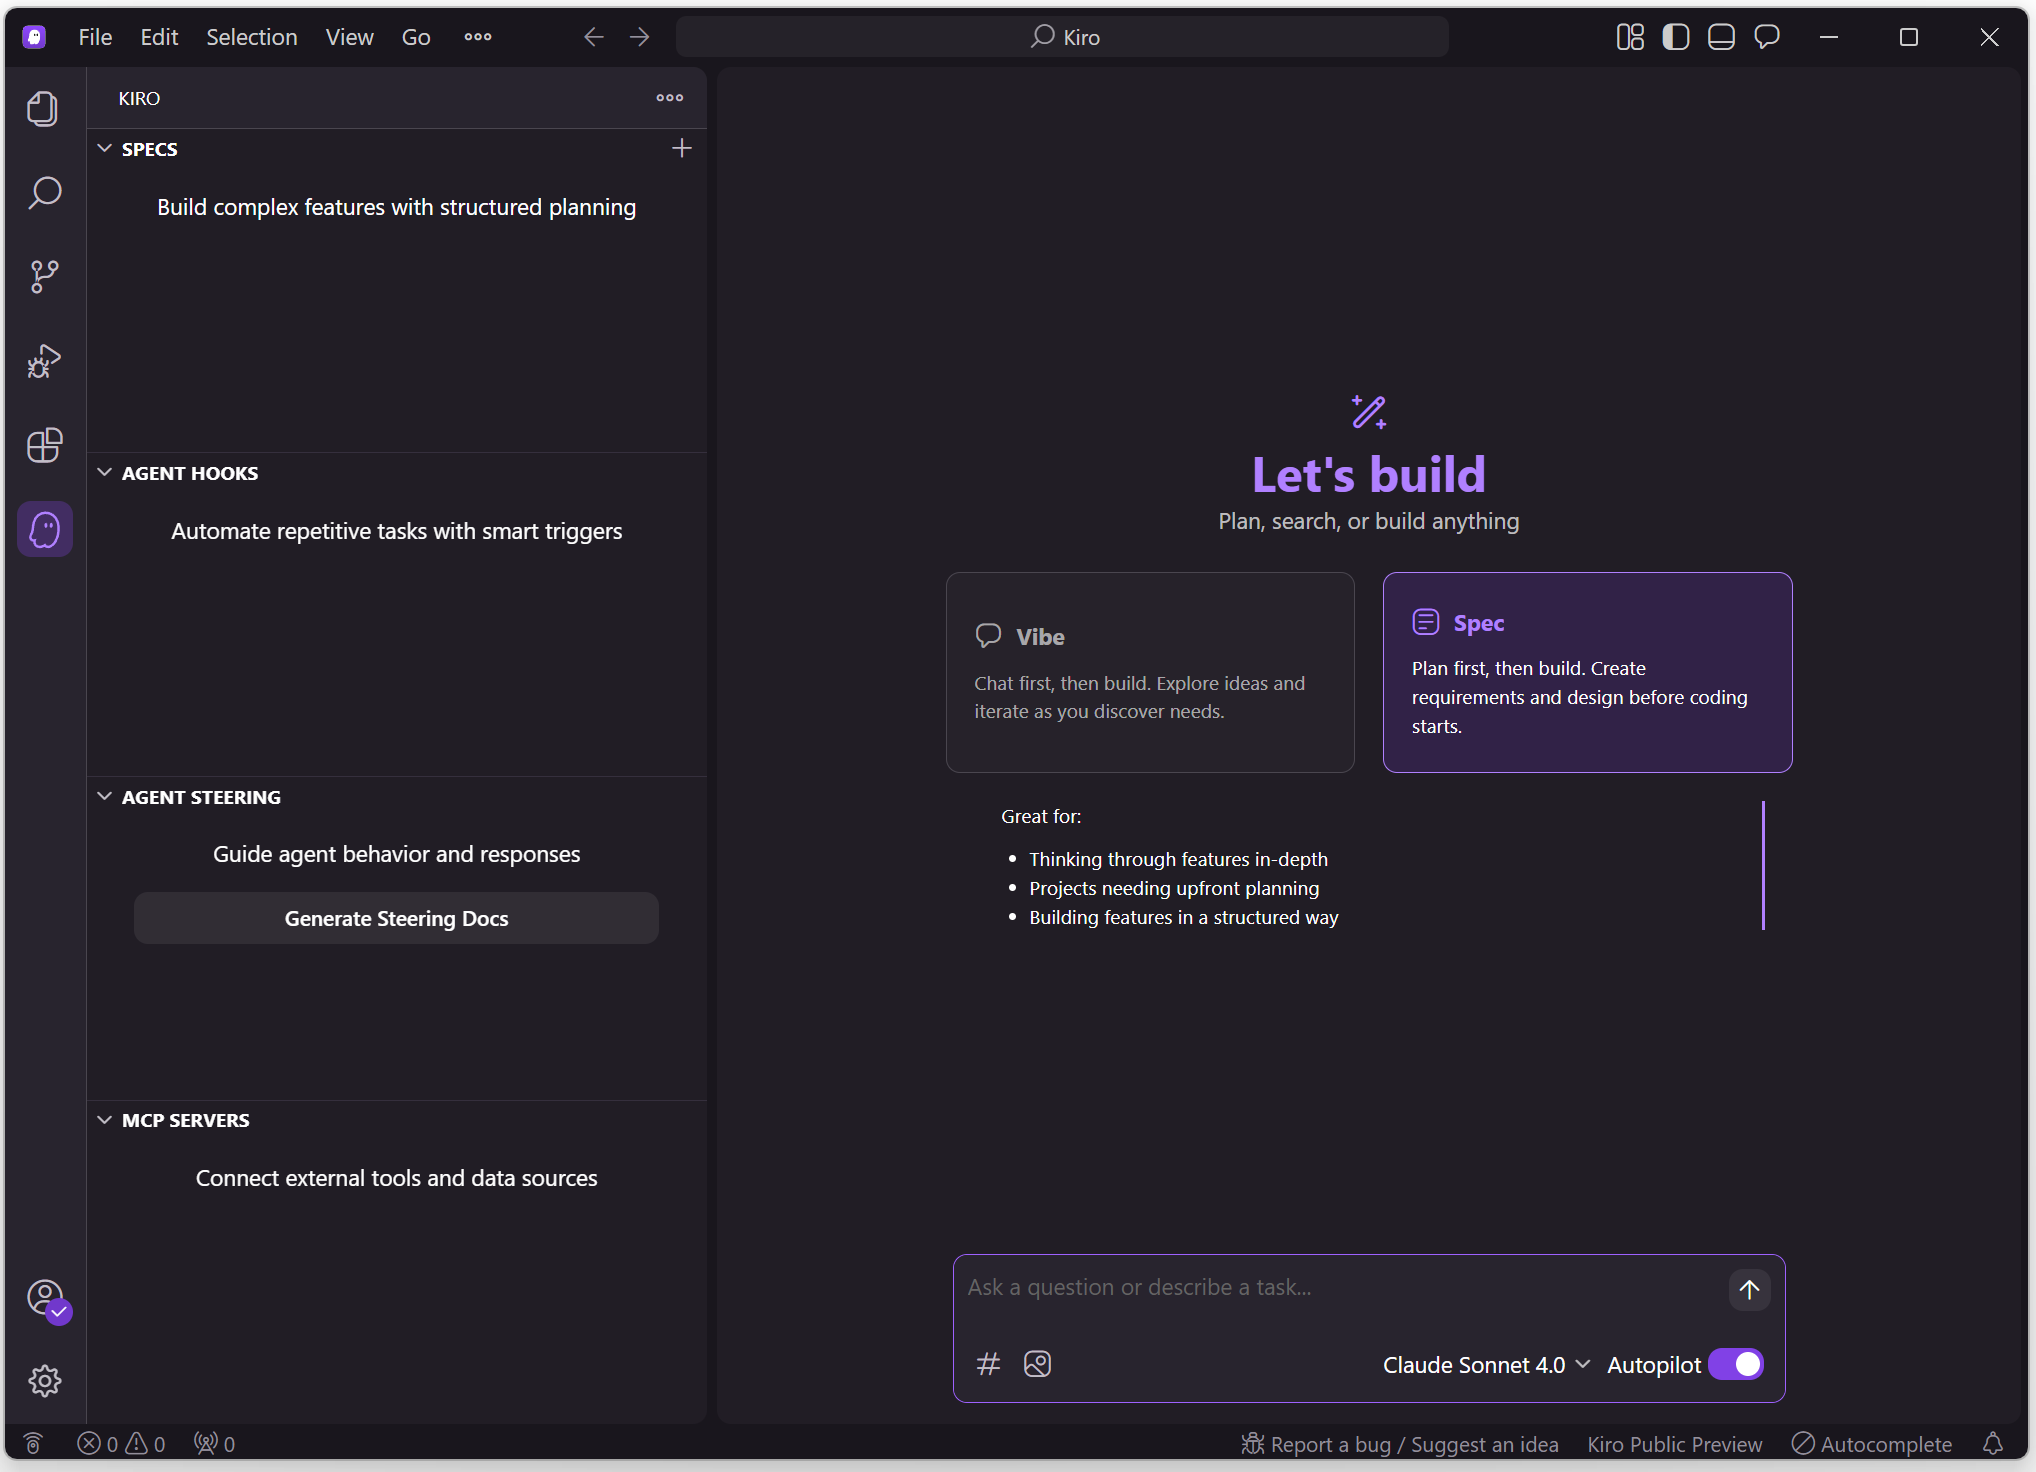 File Edit Selection View Go
Kiro
KIRO
SPECS
Build complex features with structured planning
AGENT HOOKS
Automate repetitive tasks with smart triggers
AGENT STEERING
Guide agent behavior and responses
Generate Steering Docs
MCP SERVERS
Connect external tools and data sources
Let's build
Plan, search, or build anything
Vibe
Chat first, then build. Explore ideas and
iterate as you discover needs.
Spec
Plan first, then build. Create
requirements and design before coding
starts.
Great for:
• Thinking through features in-depth
• Projects needing upfront planning
• Building features in a structured way
Ask a question or describe a task...
Claude Sonnet 4.0 Autopilot
0 0 0 Report a bug / Suggest an idea Kiro Public Preview Autocomplete